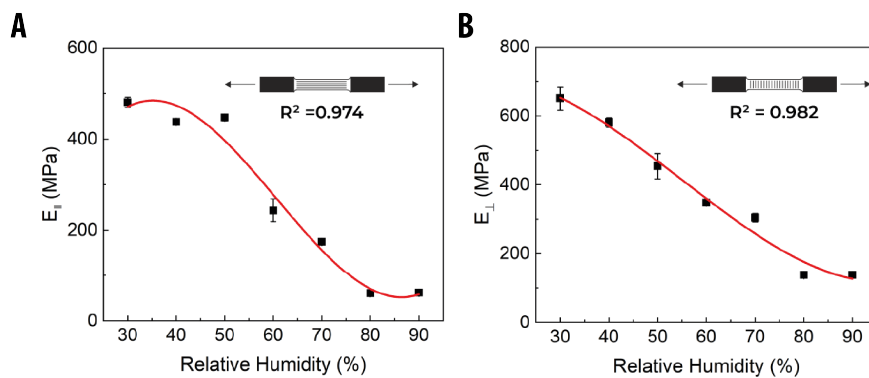 A
600
400
200
0
E∥ (MPa)
R² =0.974
30 40 50 60 70 80 90
Relative Humidity (%)
B
800
600
400
200
0
E⊥ (MPa)
R² = 0.982
30 40 50 60 70 80 90
Relative Humidity (%)